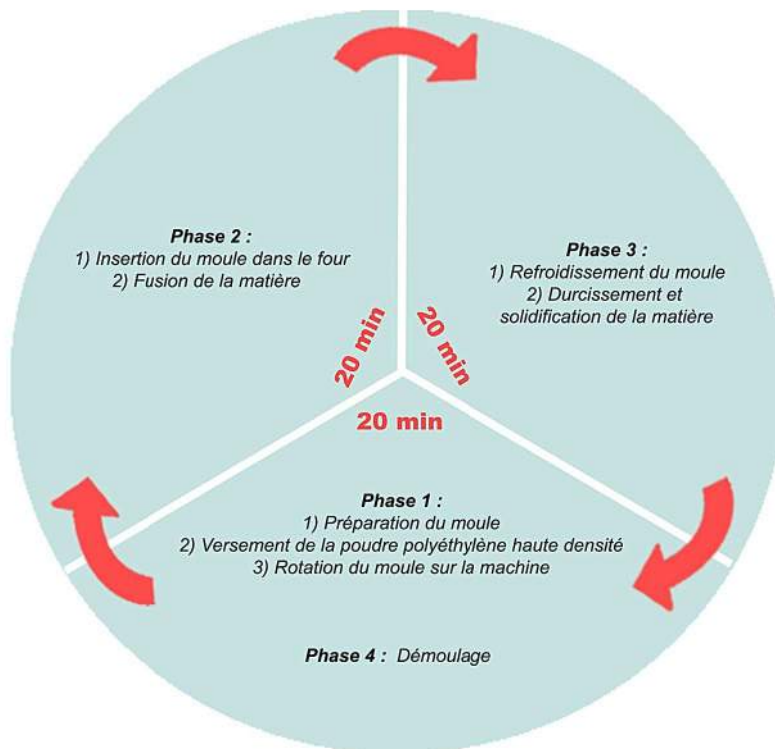 Phase 2 :
1) Insertion du moule dans le four
2) Fusion de la matière
Phase 3 :
1) Refroidissement du moule
2) Durcissement et
solidification de la matière
20 min
20 min
20 min
Phase 1 :
1) Préparation du moule
2) Versement de la poudre polyéthylène haute densité
3) Rotation du moule sur la machine
Phase 4 : Démoulage